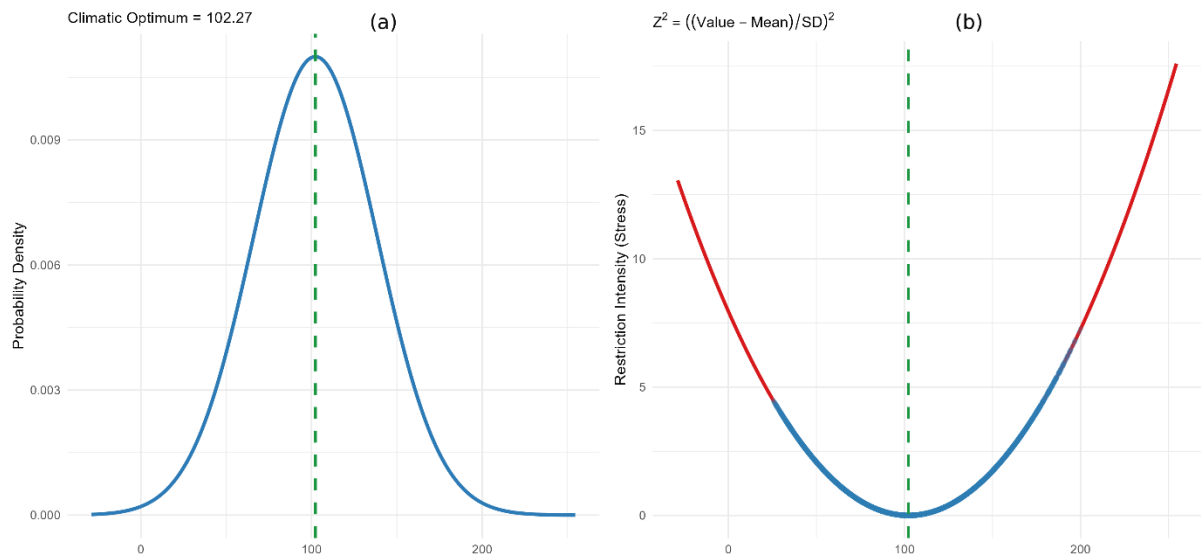 Climatic Optimum = 102.27
(a)
Probability Density
0.009
0.006
0.003
0.000
0
100
200
Z² = ((Value − Mean)/SD)²
(b)
Restriction Intensity (Stress)
15
10
5
0
0
100
200